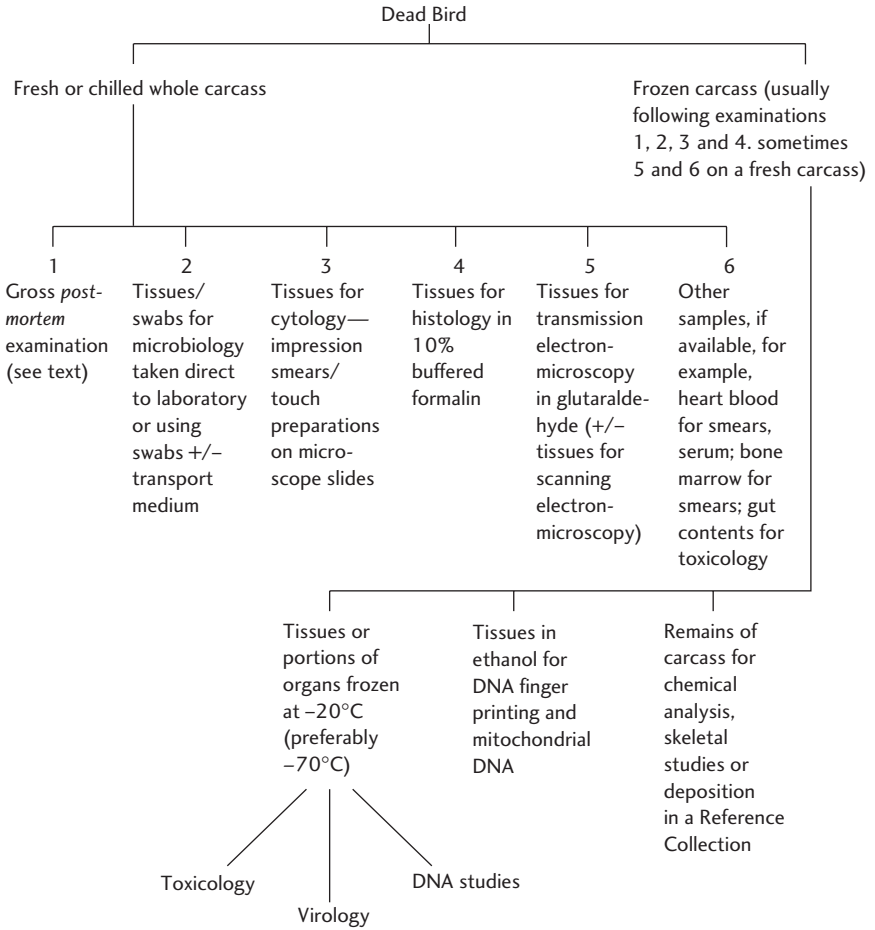 Dead Bird
Fresh or chilled whole carcass
Frozen carcass (usually
following examinations
1, 2, 3 and 4. sometimes
5 and 6 on a fresh carcass)
1
Gross post-
mortem
examination
(see text)
2
Tissues/
swabs for
microbiology
taken direct
to laboratory
or using
swabs +/–
transport
medium
3
Tissues for
cytology—
impression
smears/
touch
preparations
on micro-
scope slides
4
Tissues for
histology in
10%
buffered
formalin
5
Tissues for
transmission
electron-
microscopy
in glutaralde-
hyde (+/–
tissues for
scanning
electron-
microscopy)
6
Other
samples, if
available, for
example,
heart blood
for smears,
serum; bone
marrow for
smears; gut
contents for
toxicology
Tissues or
portions of
organs frozen
at –20°C
(preferably
–70°C)
Tissues in
ethanol for
DNA finger
printing and
mitochondrial
DNA
Remains of
carcass for
chemical
analysis,
skeletal
studies or
deposition
in a Reference
Collection
Toxicology
Virology
DNA studies